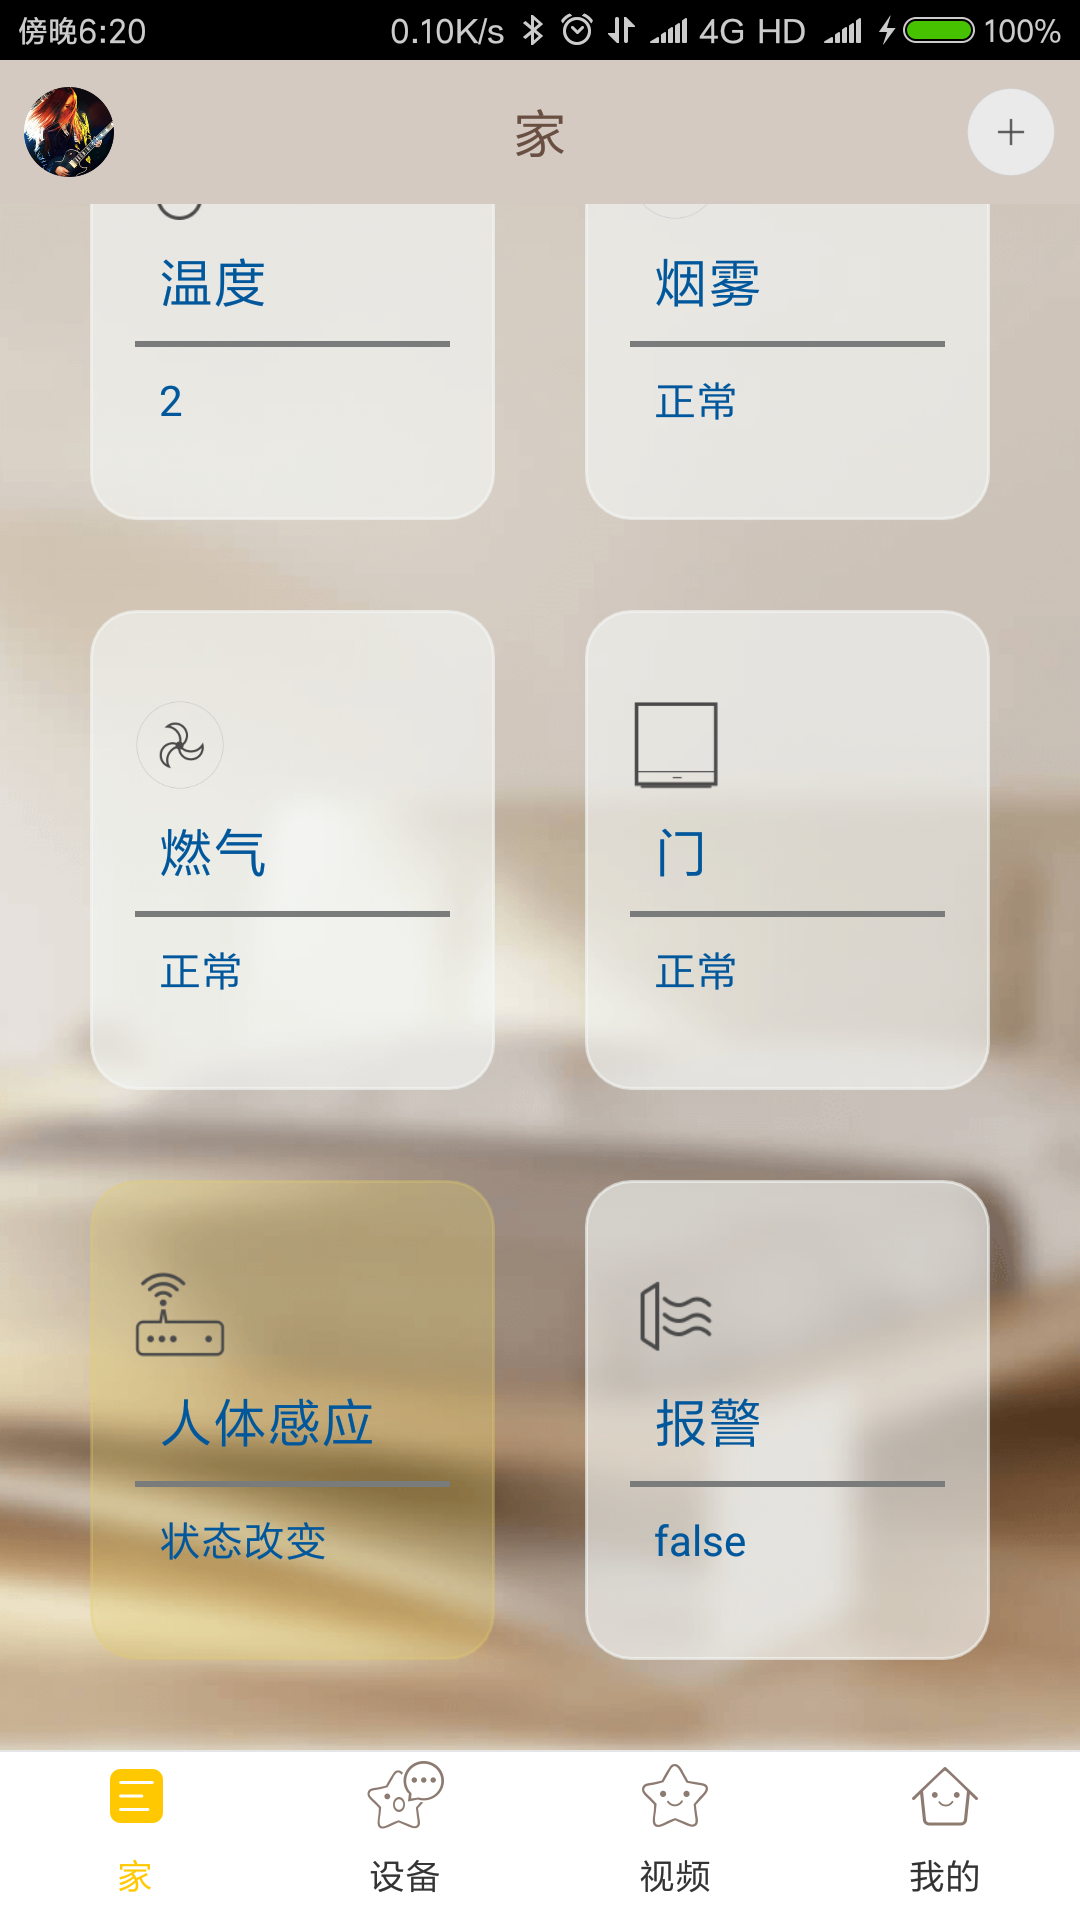 傍晚6:20 0.10K/s 4G HD 100%
家
温度 烟雾
2 正常
燃气 门
正常 正常
人体感应 报警
状态改变 false
家 设备 视频 我的